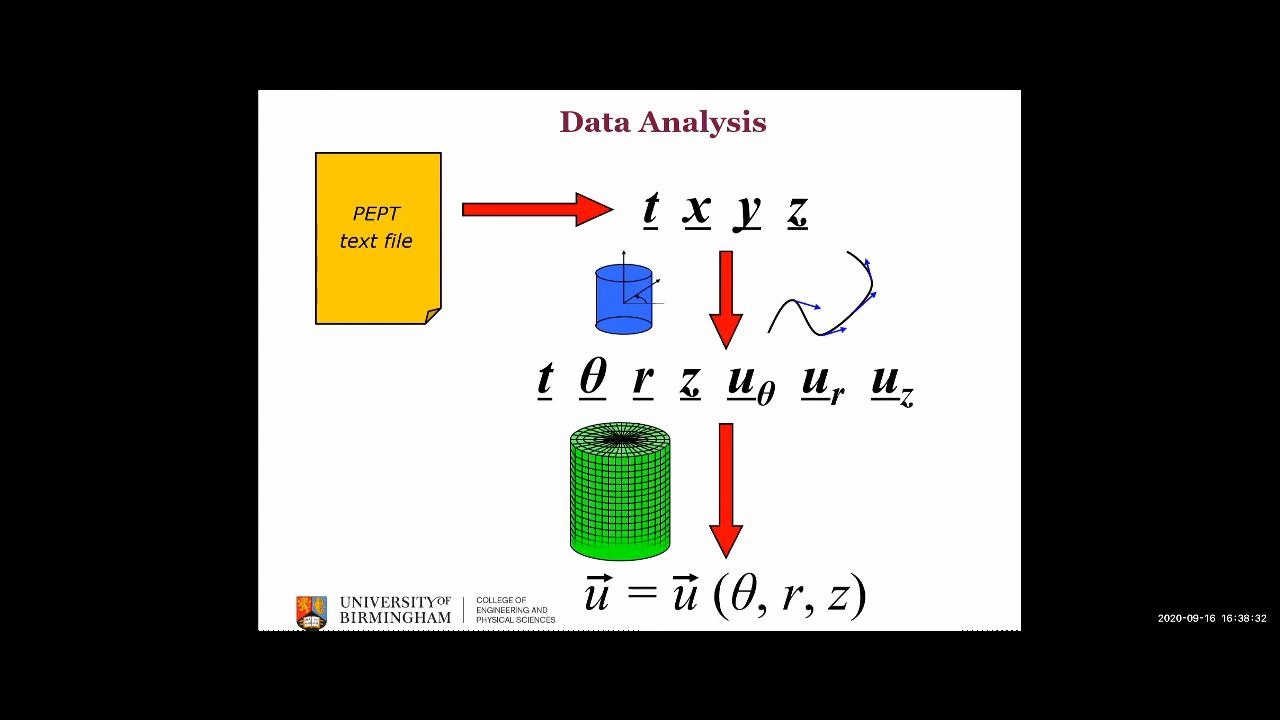 Data Analysis
PEPT
text file
t x y z
t θ r z u_θ u_r u_z
u⃗ = u⃗ (θ, r, z)
UNIVERSITY OF
BIRMINGHAM
COLLEGE OF
ENGINEERING AND
PHYSICAL SCIENCES
2020-09-16 16:38:32